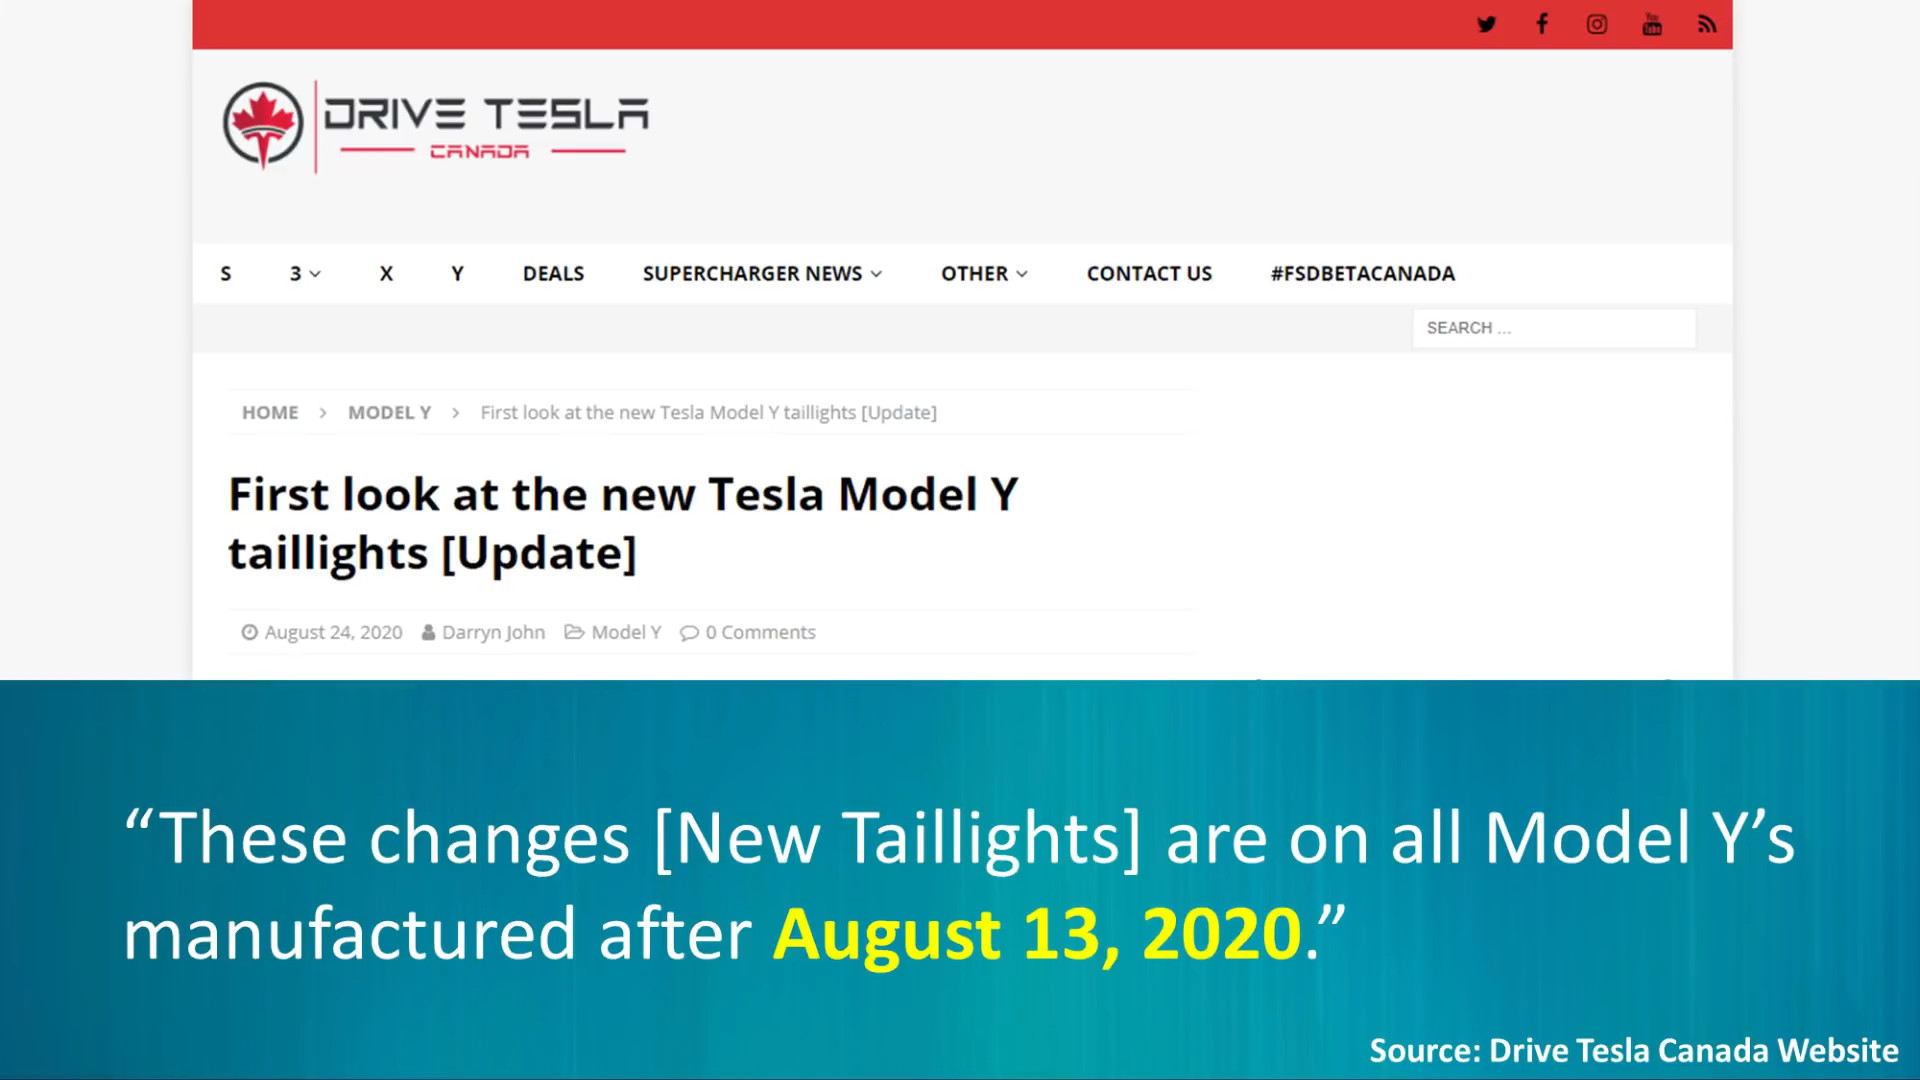 DRIVE TESLA
CANADA
S 3 X Y DEALS SUPERCHARGER NEWS OTHER CONTACT US #FSDBETACANADA
SEARCH ...
HOME > MODEL Y > First look at the new Tesla Model Y taillights [Update]
First look at the new Tesla Model Y
taillights [Update]
August 24, 2020 Darryn John Model Y 0 Comments
“These changes [New Taillights] are on all Model Y’s
manufactured after August 13, 2020.”
Source: Drive Tesla Canada Website